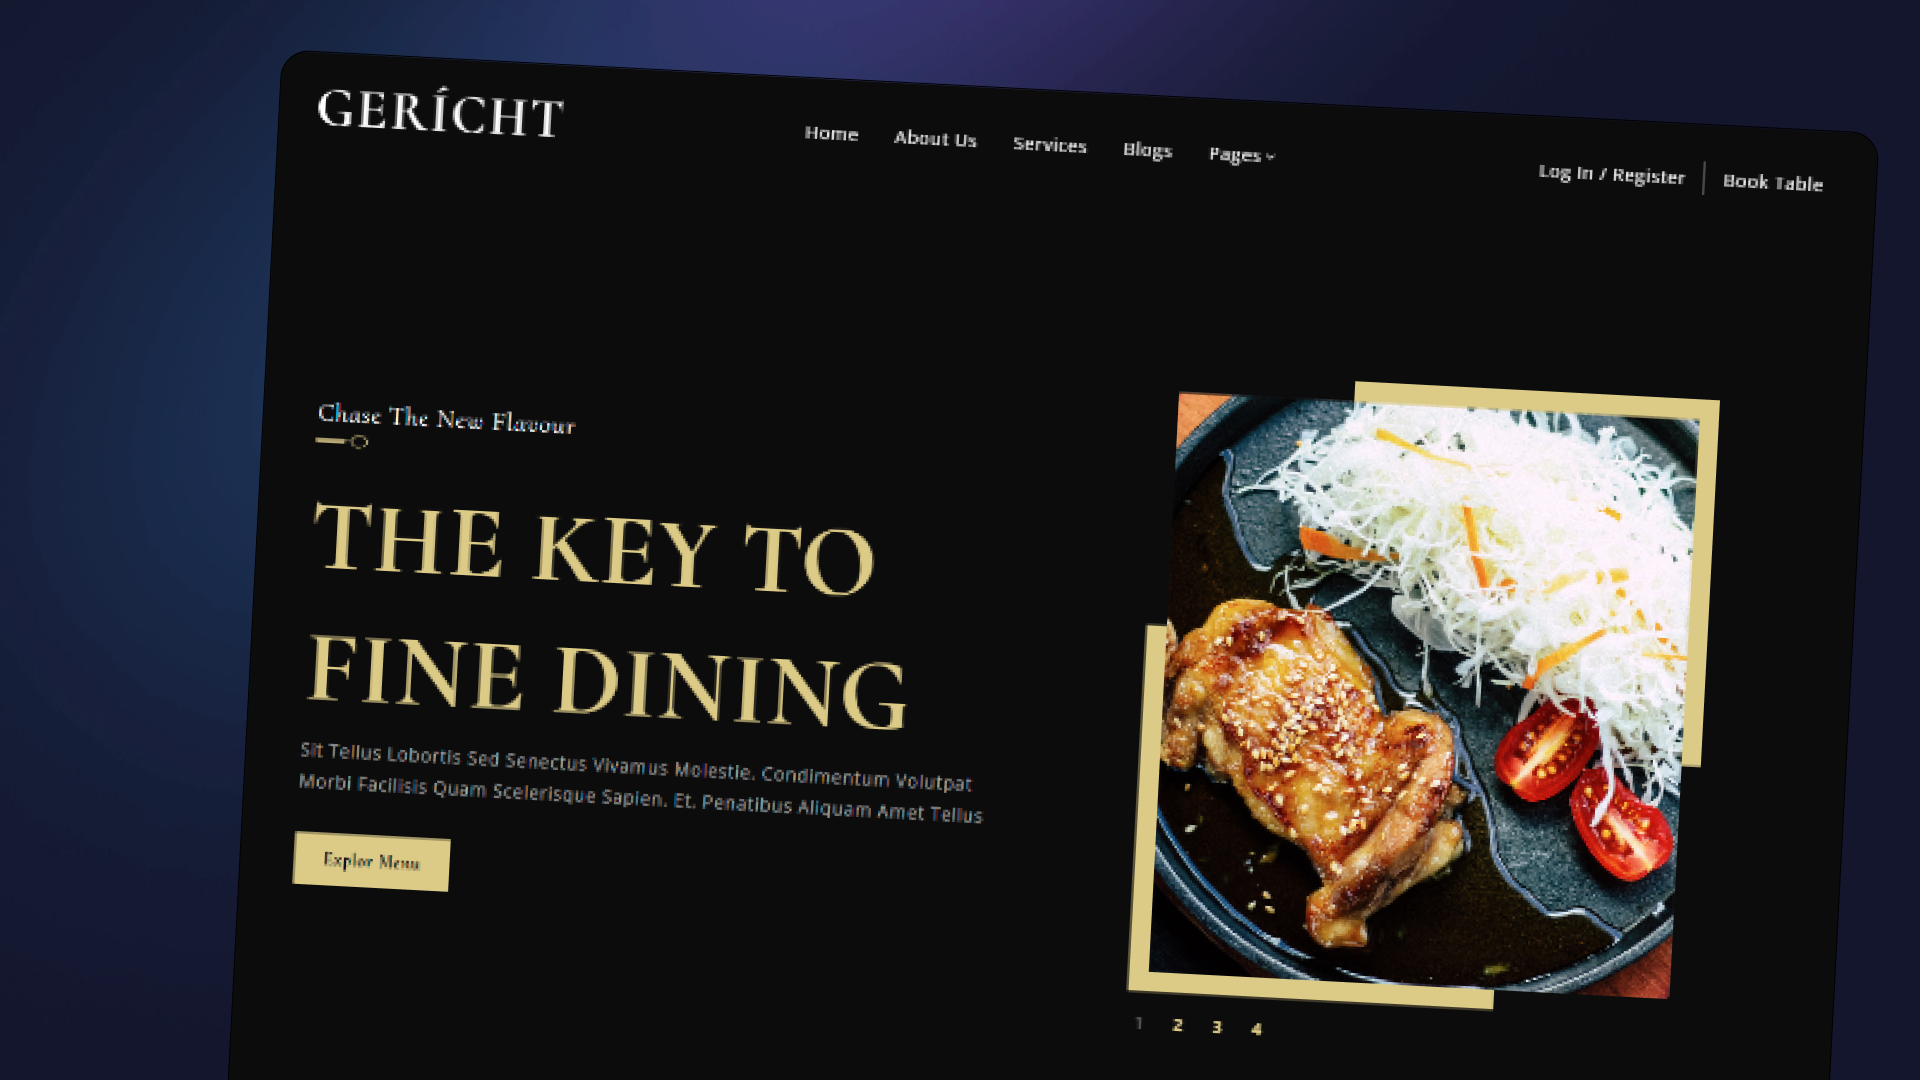 GERÍCHT
Home About Us Services Blogs Pages
Log In / Register Book Table
Chase The New Flavour
THE KEY TO
FINE DINING
Sit Tellus Lobortis Sed Senectus Vivamus Molestie. Condimentum Volutpat
Morbi Facilisis Quam Scelerisque Sapien. Et. Penatibus Aliquam Amet Tellus
Explor Menu
1 2 3 4